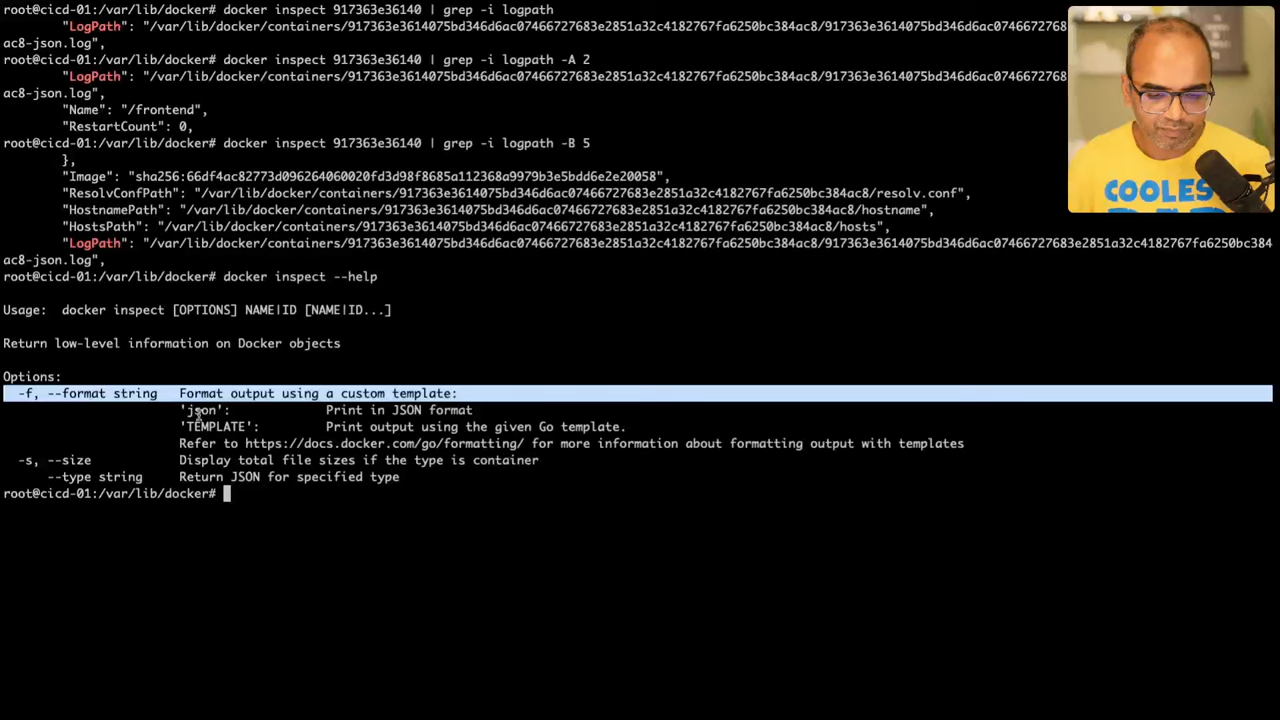 root@cicd-01:/var/lib/docker# docker inspect 917363e36140 | grep -i logpath
"LogPath": "/var/lib/docker/containers/917363e3614075bd346d6ac07466727683e2851a32c4182767fa6250bc384ac8/917363e3614075bd346d6ac0746672768
ac8-json.log",
root@cicd-01:/var/lib/docker# docker inspect 917363e36140 | grep -i logpath -A 2
"LogPath": "/var/lib/docker/containers/917363e3614075bd346d6ac07466727683e2851a32c4182767fa6250bc384ac8/917363e3614075bd346d6ac0746672768
ac8-json.log",
"Name": "/frontend",
"RestartCount": 0,
root@cicd-01:/var/lib/docker# docker inspect 917363e36140 | grep -i logpath -B 5
},
"Image": "sha256:66df4ac82773d096264060020fd3d98f8685a112368a9979b3e5bdd6e2e20058",
"ResolvConfPath": "/var/lib/docker/containers/917363e3614075bd346d6ac07466727683e2851a32c4182767fa6250bc384ac8/resolv.conf",
"HostnamePath": "/var/lib/docker/containers/917363e3614075bd346d6ac07466727683e2851a32c4182767fa6250bc384ac8/hostname",
"HostsPath": "/var/lib/docker/containers/917363e3614075bd346d6ac07466727683e2851a32c4182767fa6250bc384ac8/hosts",
"LogPath": "/var/lib/docker/containers/917363e3614075bd346d6ac07466727683e2851a32c4182767fa6250bc384ac8/917363e3614075bd346d6ac07466727683e2851a32c4182767fa6250bc384
ac8-json.log",
root@cicd-01:/var/lib/docker# docker inspect --help
Usage:  docker inspect [OPTIONS] NAME|ID [NAME|ID...]
Return low-level information on Docker objects
Options:
-f, --format string   Format output using a custom template:
'json':             Print in JSON format
'TEMPLATE':         Print output using the given Go template.
Refer to https://docs.docker.com/go/formatting/ for more information about formatting output with templates
-s, --size            Display total file sizes if the type is container
--type string     Return JSON for specified type
root@cicd-01:/var/lib/docker#
COOLES